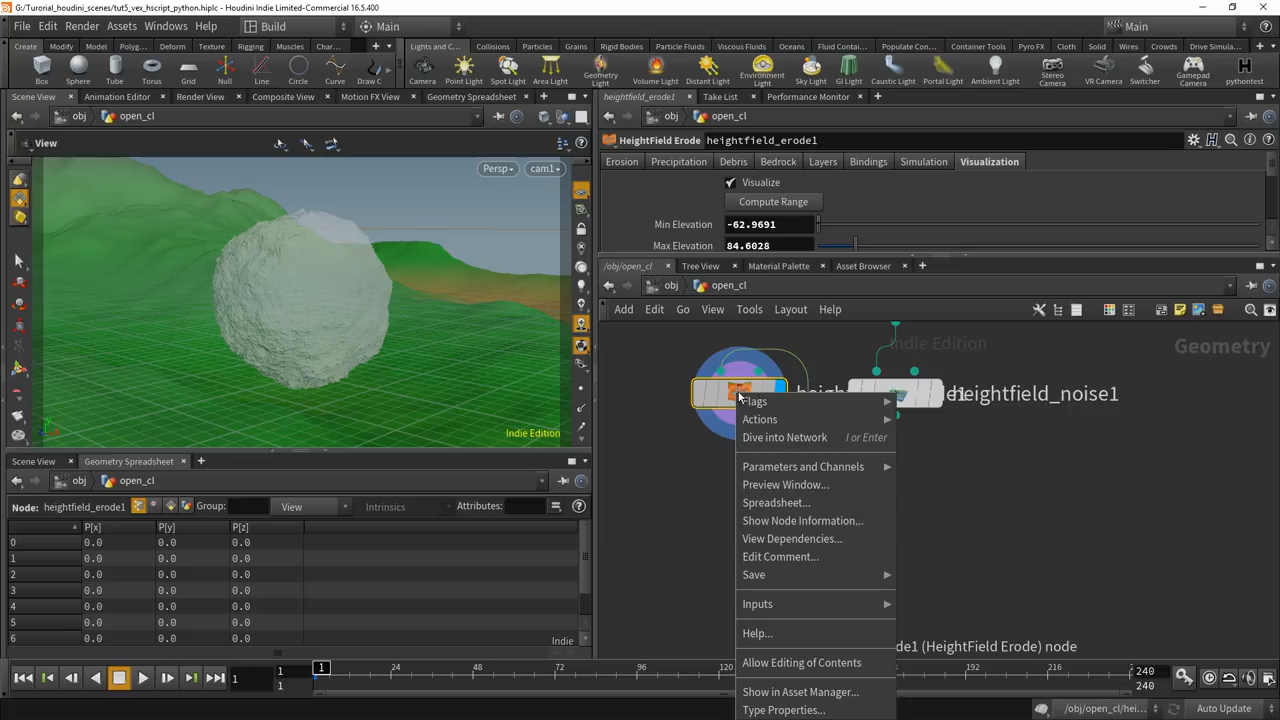 G:/Turorial_houdini_scenes/tut5_vex_hscript_python.hiplc - Houdini Indie Limited-Commercial 16.5.400
File Edit Render Assets Windows Help Build Main Main
Create Modify Model Polyg... Deform Texture Rigging Muscles Char... Lights and C... Collisions Particles Grains Rigid Bodies Particle Fluids Viscous Fluids Oceans Fluid Contai... Populate Con... Container Tools Pyro FX Cloth Solid Wires Crowds Drive Simula...
Box Sphere Tube Torus Grid Null Line Circle Curve Draw C... Camera Point Light Spot Light Area Light Geometry Light Volume Light Distant Light Environment Light Sky Light GI Light Caustic Light Portal Light Ambient Light Stereo Camera VR Camera Switcher Gamepad Camera pythontest
Scene View Animation Editor Render View Composite View Motion FX View Geometry Spreadsheet
obj open_cl
View
Persp cam1
Indie Edition
heightfield_erode1 Take List Performance Monitor
obj open_cl
HeightField Erode heightfield_erode1
Erosion Precipitation Debris Bedrock Layers Bindings Simulation Visualization
Visualize
Compute Range
Min Elevation -62.9691
Max Elevation 84.6028
/obj/open_cl Tree View Material Palette Asset Browser
obj open_cl
Add Edit Go View Tools Layout Help
Indie Edition Geometry
heightfield_noise1
Flags
Actions
Dive into Network I or Enter
Parameters and Channels
Preview Window...
Spreadsheet...
Show Node Information...
View Dependencies...
Edit Comment...
Save
Inputs
Help...
Allow Editing of Contents
Show in Asset Manager...
Type Properties...
de1 (HeightField Erode) node
Scene View Geometry Spreadsheet
obj open_cl
Node: heightfield_erode1 Group: View Intrinsics Attributes:
P[x] P[y] P[z]
0 0.0 0.0 0.0
1 0.0 0.0 0.0
2 0.0 0.0 0.0
3 0.0 0.0 0.0
4 0.0 0.0 0.0
5 0.0 0.0 0.0
6 0.0 0.0 0.0
Indie
1 1 1 1 24 48 72 96 120 192 216 240 240
/obj/open_cl/hei... Auto Update